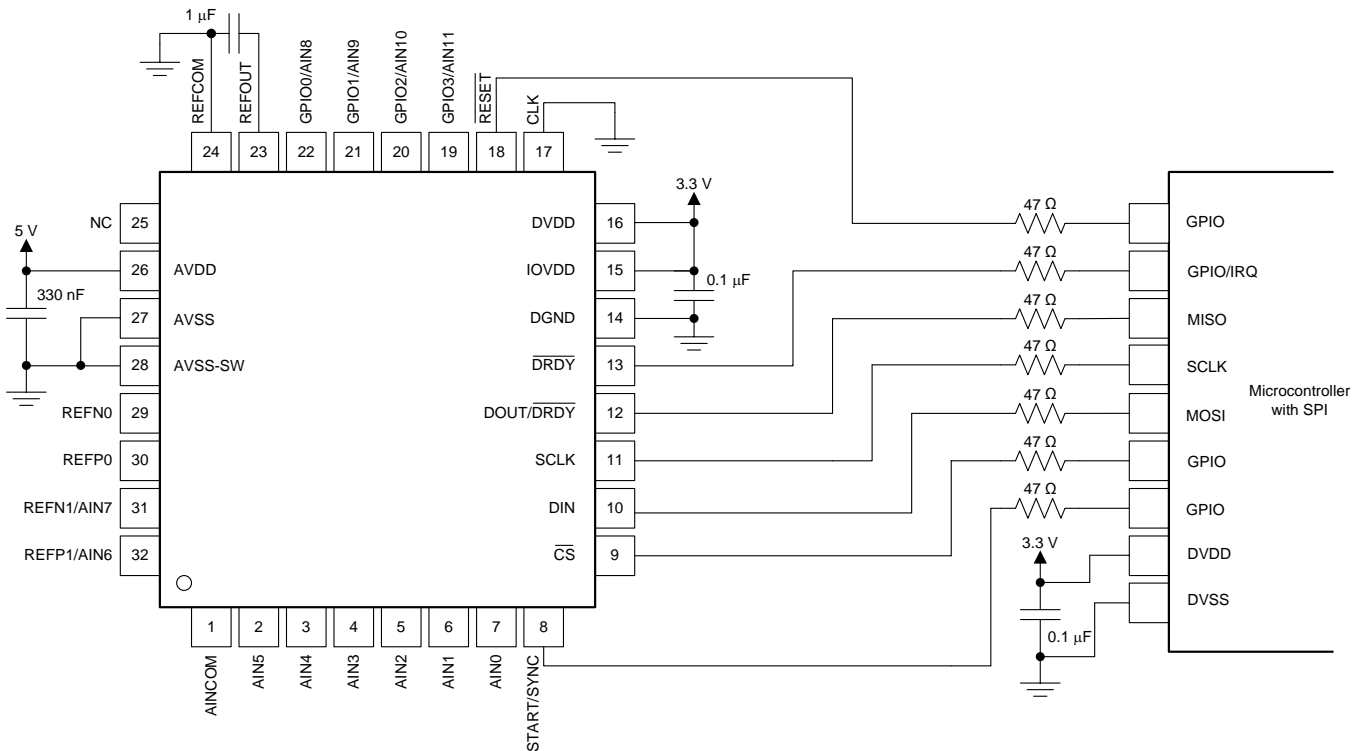 1 μF
REFCOM
REFOUT
GPIO0/AIN8
GPIO1/AIN9
GPIO2/AIN10
GPIO3/AIN11
RESET
CLK
24
23
22
21
20
19
18
17
NC
25
5 V
26
AVDD
330 nF
27
AVSS
28
AVSS-SW
REFN0
29
REFP0
30
REFN1/AIN7
31
REFP1/AIN6
32
3.3 V
DVDD
16
IOVDD
15
0.1 μF
DGND
14
DRDY
13
DOUT/DRDY
12
SCLK
11
DIN
10
CS
9
1
2
3
4
5
6
7
8
AINCOM
AIN5
AIN4
AIN3
AIN2
AIN1
AIN0
START/SYNC
47 Ω
GPIO
47 Ω
GPIO/IRQ
47 Ω
MISO
47 Ω
SCLK
47 Ω
MOSI
47 Ω
GPIO
47 Ω
GPIO
Microcontroller
with SPI
3.3 V
DVDD
DVSS
0.1 μF